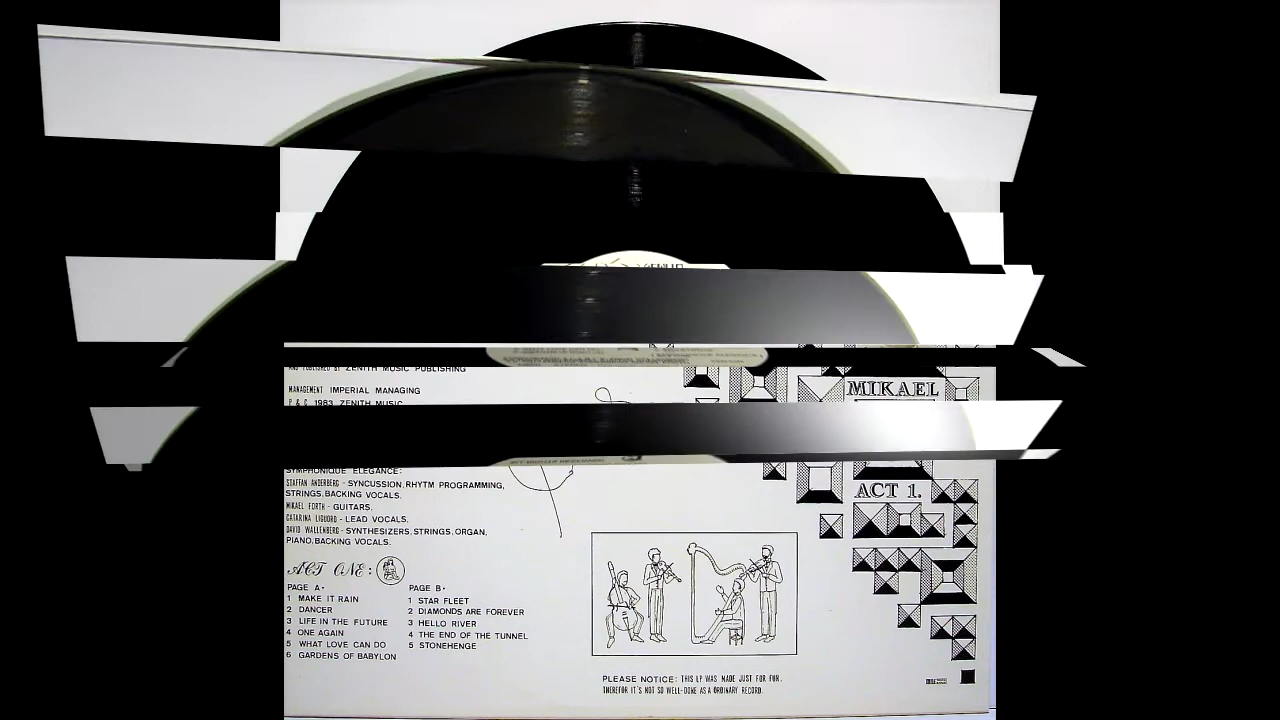 AND PUBLISHED BY ZENITH MUSIC PUBLISHING
MANAGEMENT IMPERIAL MANAGING
P & C 1983 ZENITH MUSIC
SYMPHONIQUE ELEGANCE:
STAFFAN ANDERBERG - SYNCUSSION, RHYTM PROGRAMMING,
STRINGS, BACKING VOCALS.
MIKAEL FORTH - GUITARS.
CATARINA LIGUORO - LEAD VOCALS.
DAVID WALLENBERG - SYNTHESIZERS, STRINGS, ORGAN,
PIANO, BACKING VOCALS.
MIKAEL
ACT 1.
ACT ONE:
PAGE A·
1 MAKE IT RAIN
2 DANCER
3 LIFE IN THE FUTURE
4 ONE AGAIN
5 WHAT LOVE CAN DO
6 GARDENS OF BABYLON
PAGE B·
1 STAR FLEET
2 DIAMONDS ARE FOREVER
3 HELLO RIVER
4 THE END OF THE TUNNEL
5 STONEHENGE
PLEASE NOTICE: THIS LP WAS MADE JUST FOR FUN.
THEREFOR IT'S NOT SO WELL-DONE AS A ORDINARY RECORD.